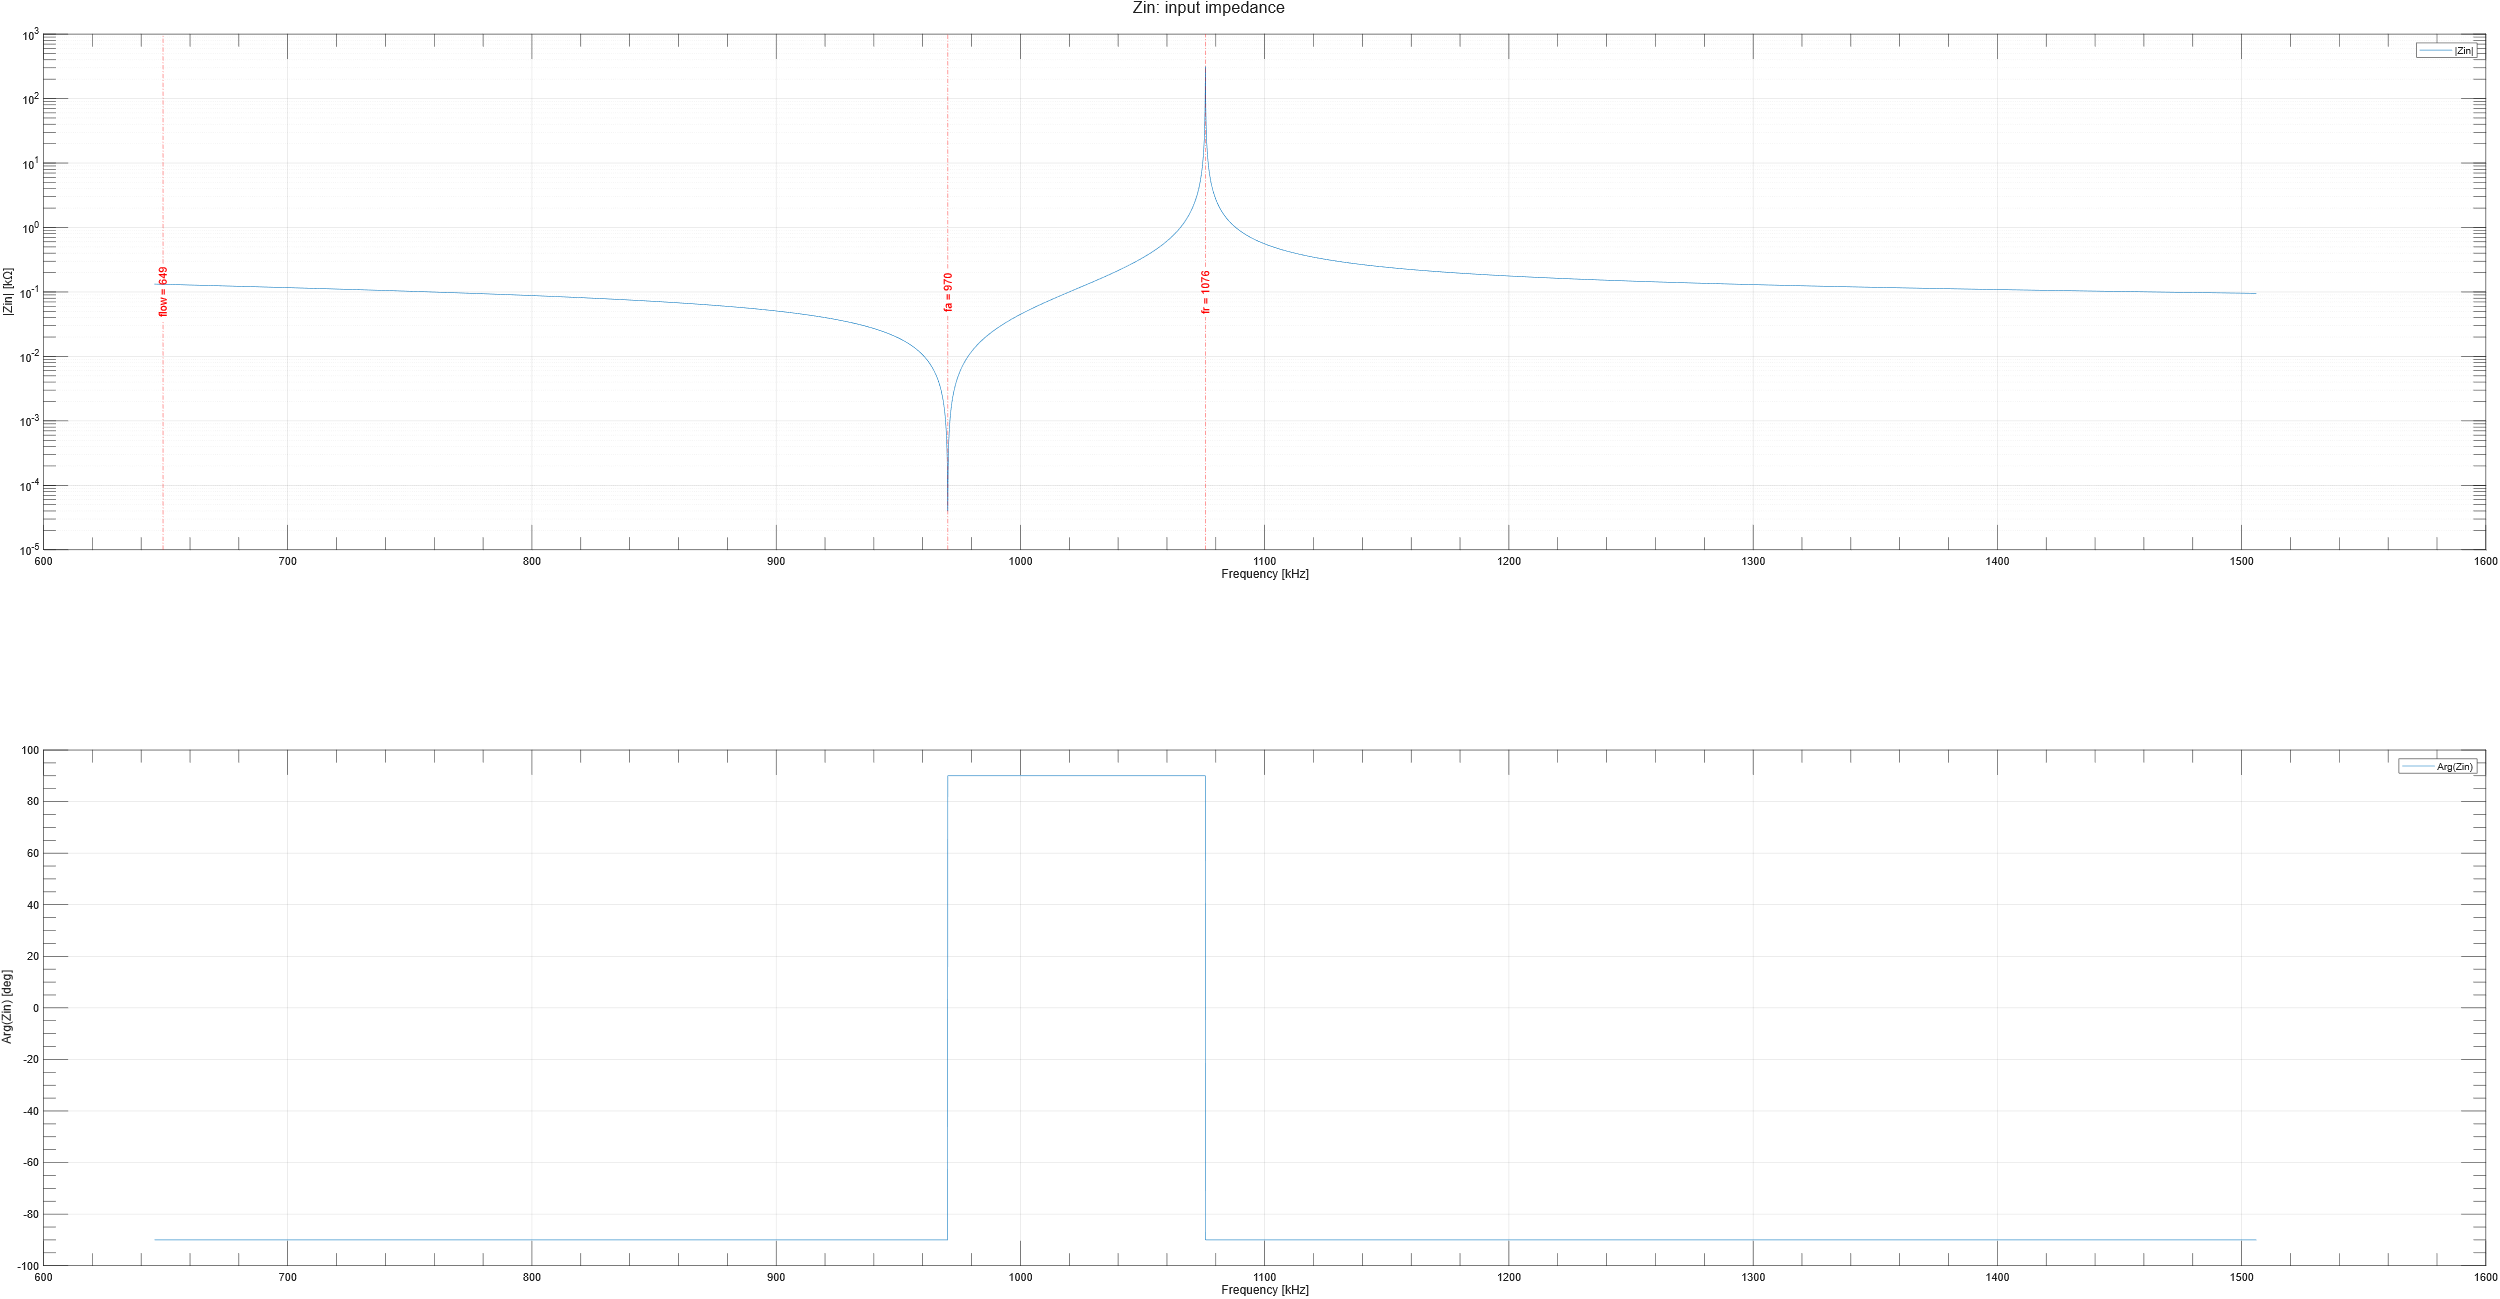 Zin: input impedance
|Zin| [kΩ]
10^3
10^2
10^1
10^0
10^-1
10^-2
10^-3
10^-4
10^-5
flow = 649
fa = 970
fr = 1076
|Zin|
600 700 800 900 1000 1100 1200 1300 1400 1500 1600
Frequency [kHz]
Arg(Zin) [deg]
100
80
60
40
20
0
-20
-40
-60
-80
-100
Arg(Zin)
600 700 800 900 1000 1100 1200 1300 1400 1500 1600
Frequency [kHz]